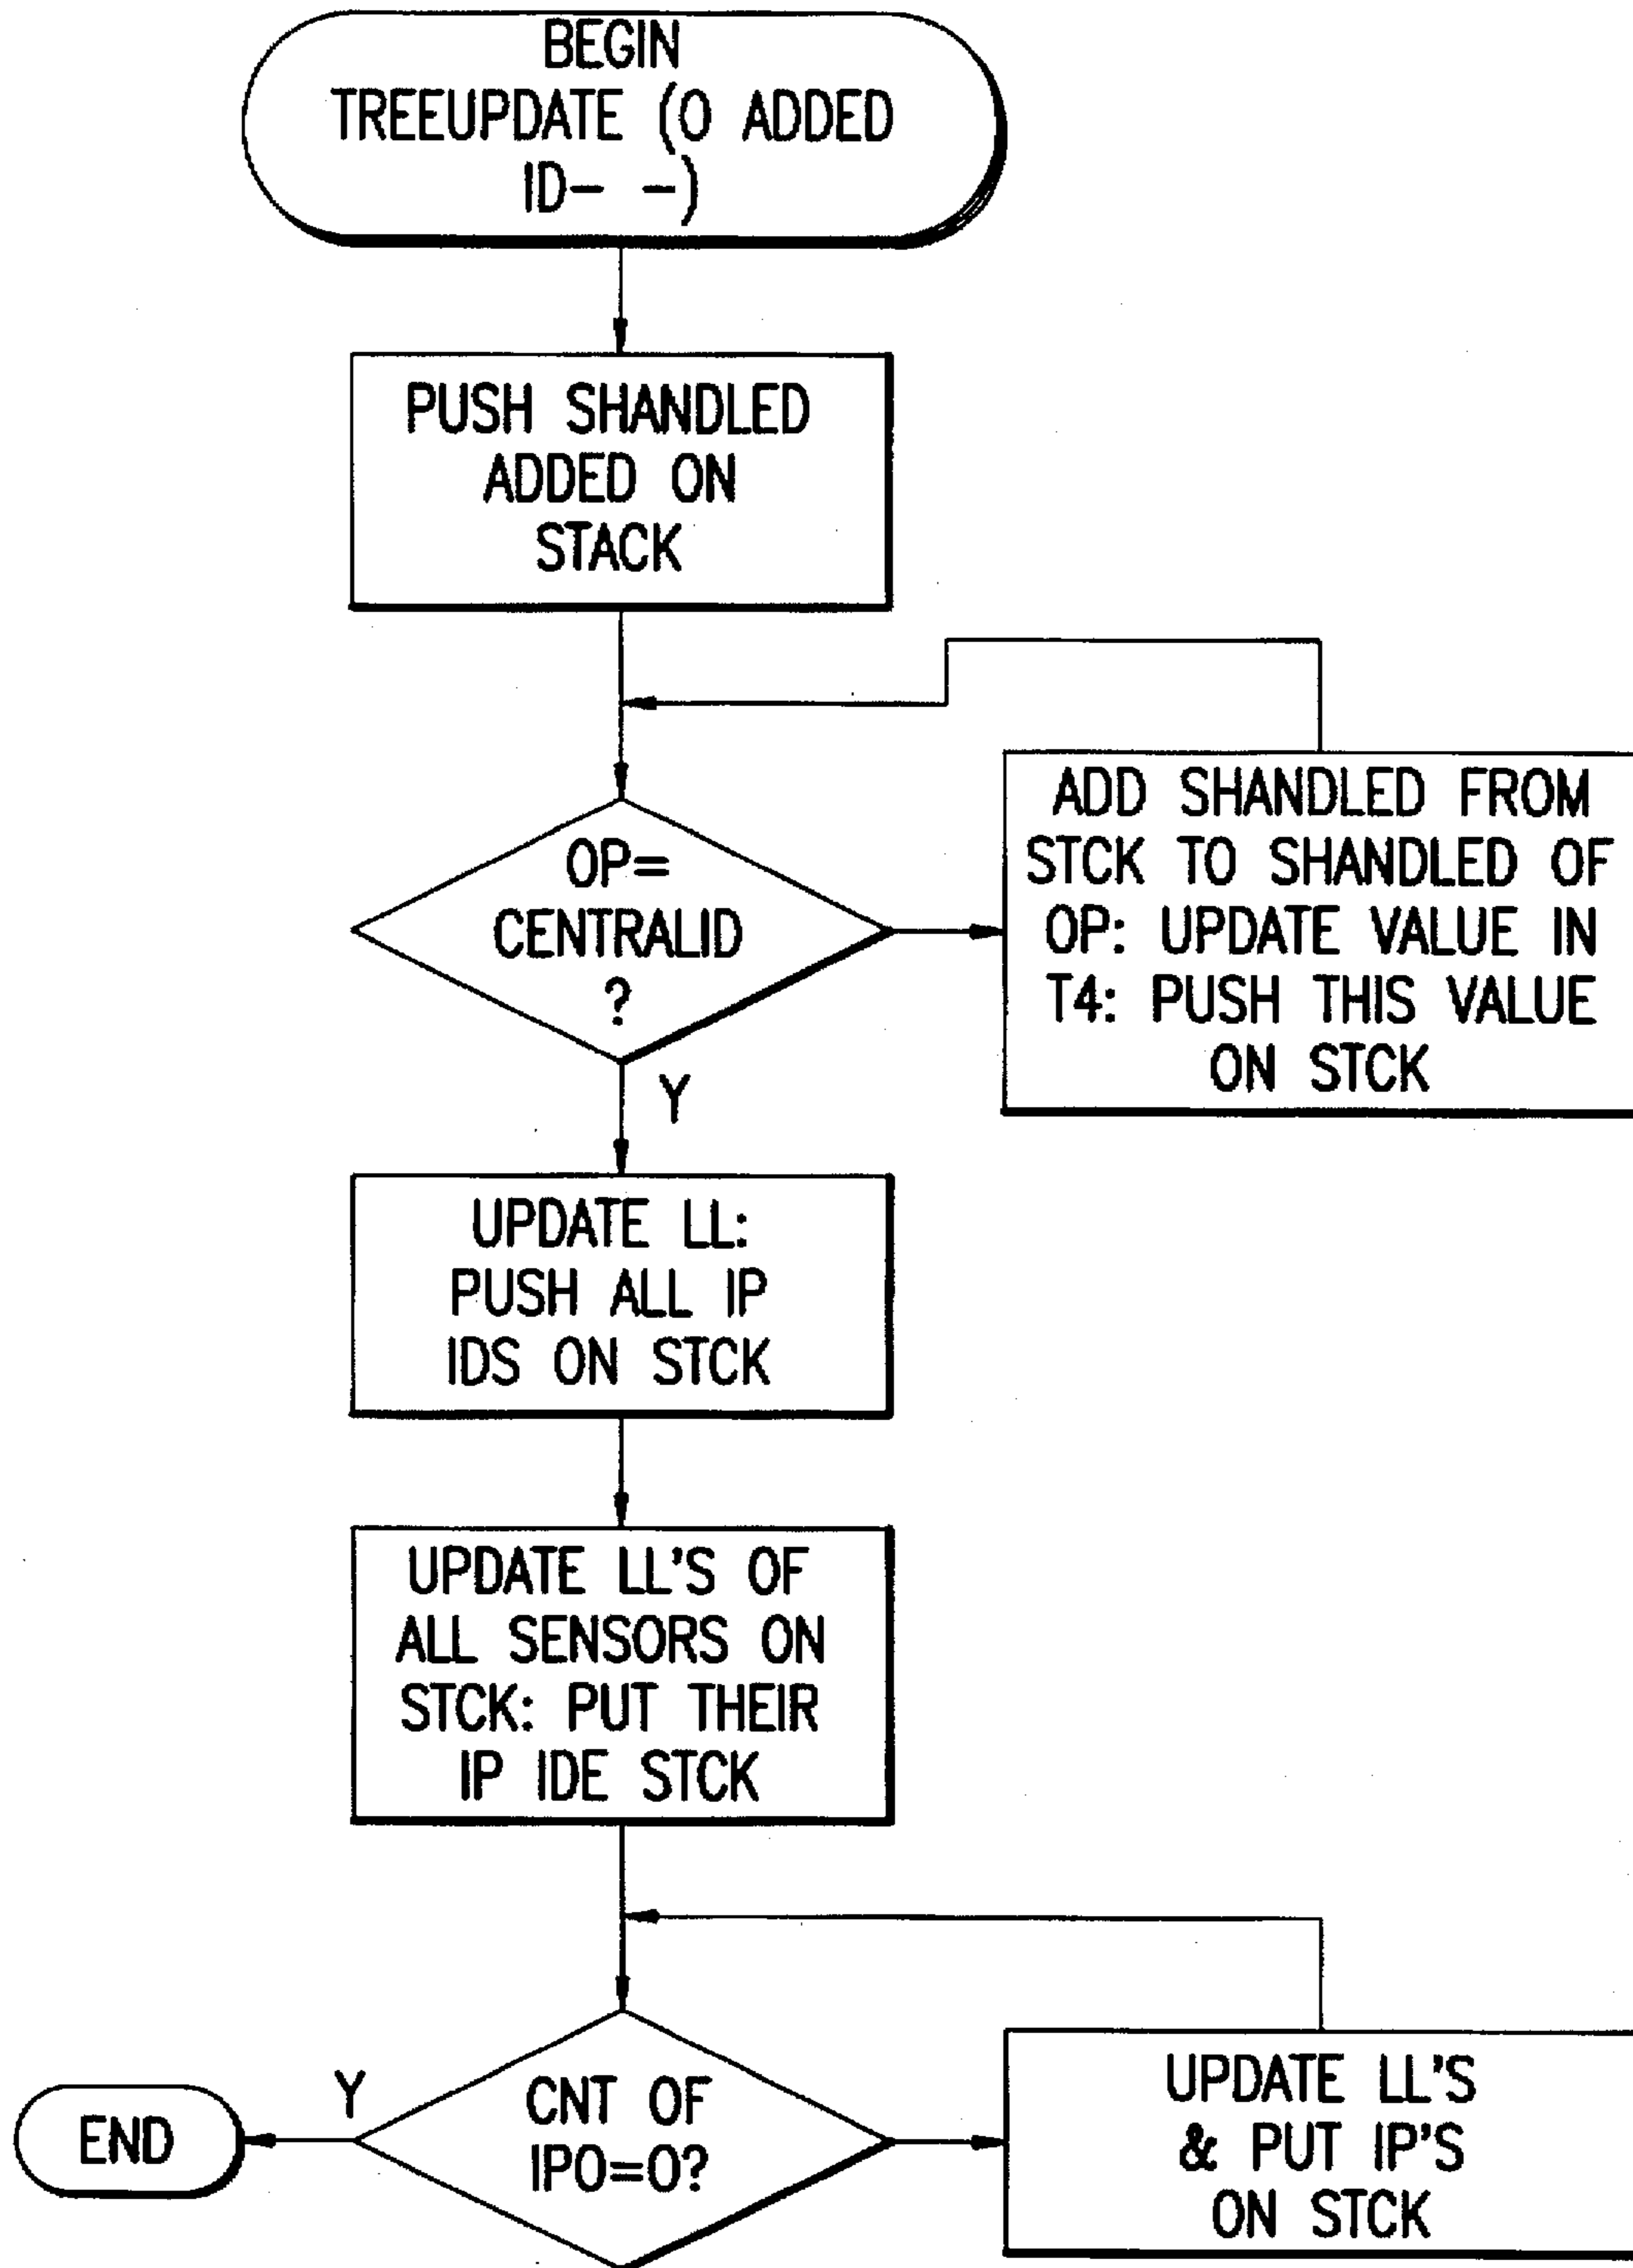 BEGIN
TREEUPDATE (O ADDED
ID- -)
PUSH SHANDLED
ADDED ON
STACK
OP=
CENTRALID
?
ADD SHANDLED FROM
STCK TO SHANDLED OF
OP: UPDATE VALUE IN
T4: PUSH THIS VALUE
ON STCK
Y
UPDATE LL:
PUSH ALL IP
IDS ON STCK
UPDATE LL'S OF
ALL SENSORS ON
STCK: PUT THEIR
IP IDE STCK
CNT OF
IPO=O?
Y
END
UPDATE LL'S
& PUT IP'S
ON STCK